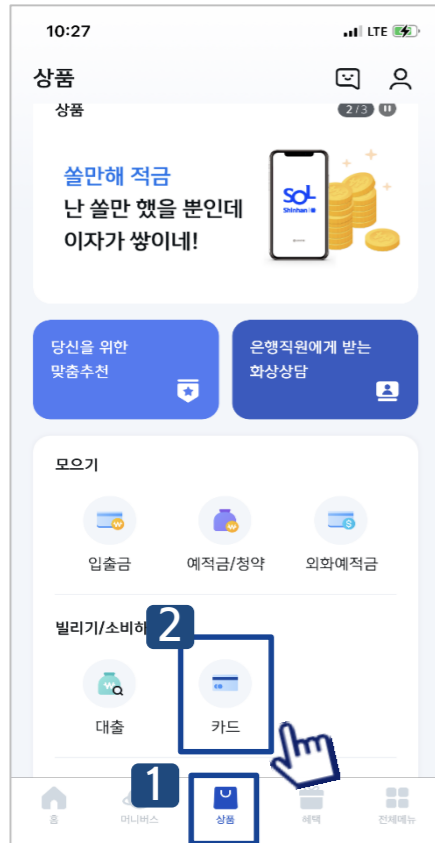 10:27
LTE
상품
상품
2/3
쏠만해 적금
난 쏠만 했을 뿐인데
이자가 쌓이네!
SOL
Shinhan
당신을 위한
맞춤추천
은행직원에게 받는
화상상담
모으기
입출금
예적금/청약
외화예적금
빌리기/소비하
2
대출
카드
1
홈
머니버스
상품
혜택
전체메뉴